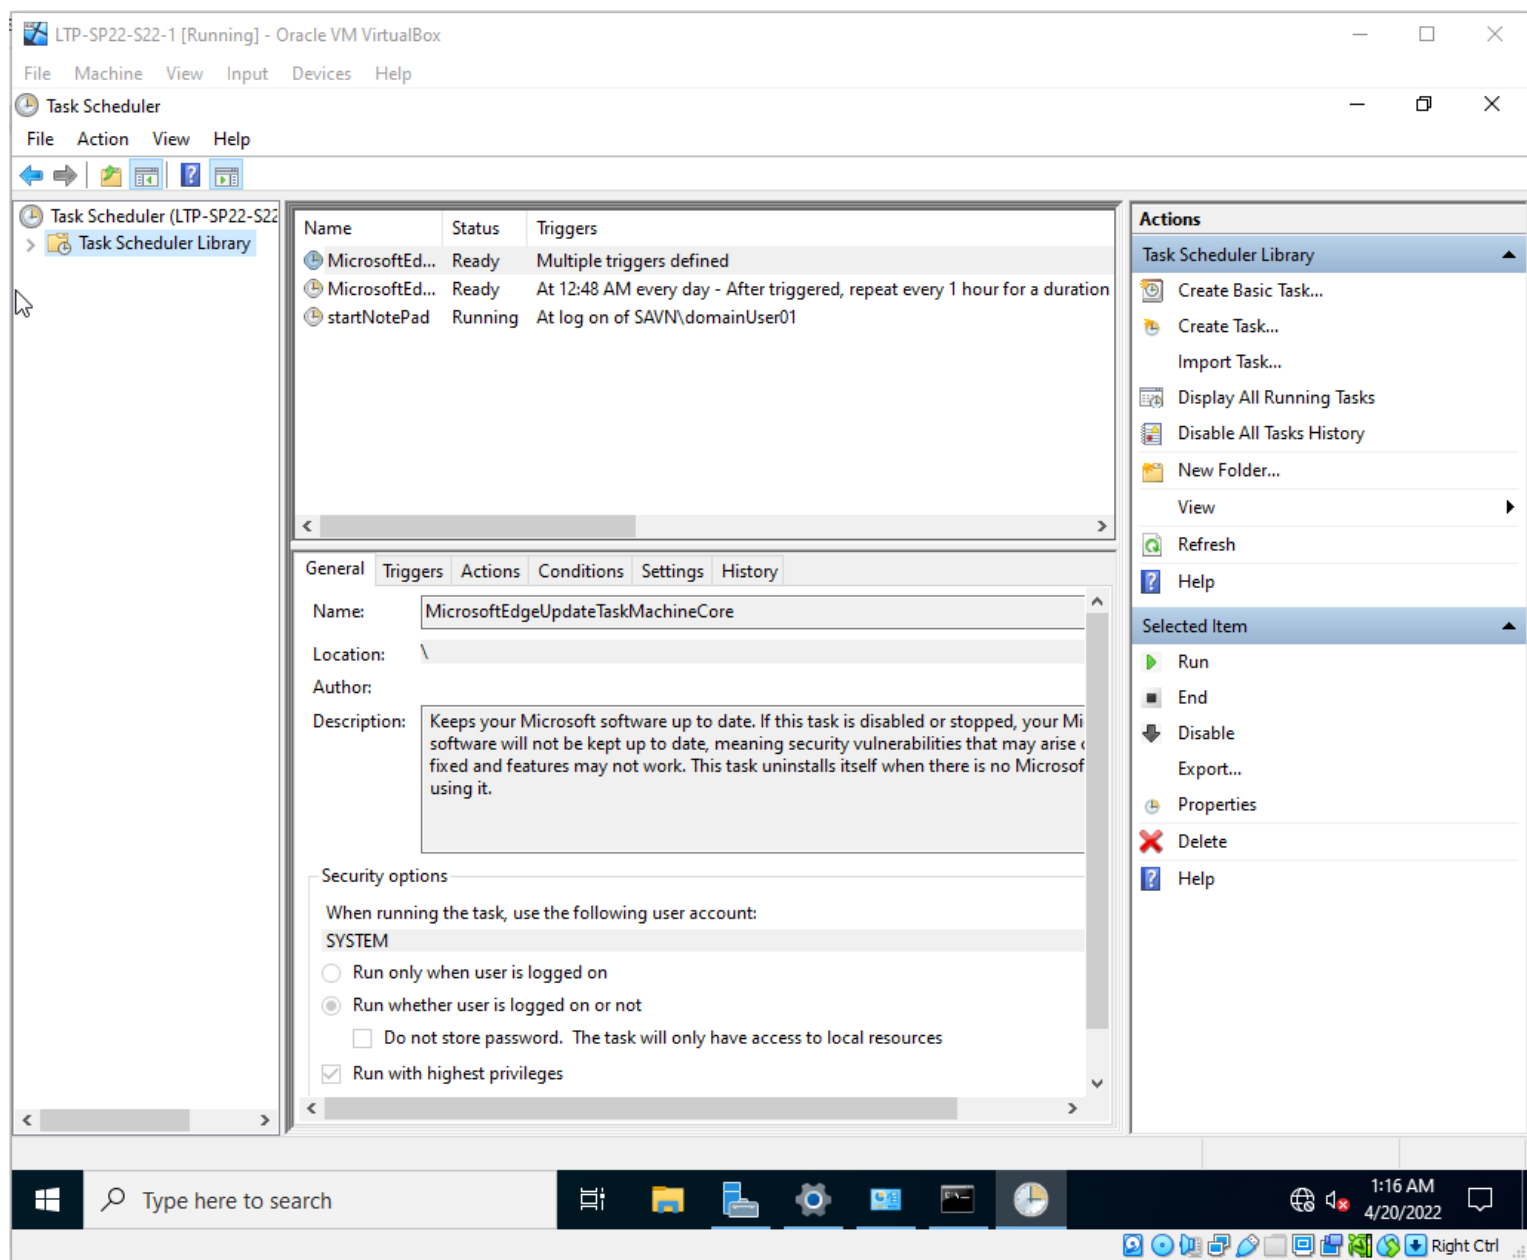 LTP-SP22-S22-1 [Running] - Oracle VM VirtualBox
File Machine View Input Devices Help
Task Scheduler
File Action View Help
Task Scheduler (LTP-SP22-S22
Task Scheduler Library
Name Status Triggers
MicrosoftEd... Ready Multiple triggers defined
MicrosoftEd... Ready At 12:48 AM every day - After triggered, repeat every 1 hour for a duration
startNotePad Running At log on of SAVN\domainUser01
General Triggers Actions Conditions Settings History
Name: MicrosoftEdgeUpdateTaskMachineCore
Location: \
Author:
Description: Keeps your Microsoft software up to date. If this task is disabled or stopped, your Mi
software will not be kept up to date, meaning security vulnerabilities that may arise c
fixed and features may not work. This task uninstalls itself when there is no Microsof
using it.
Security options
When running the task, use the following user account:
SYSTEM
Run only when user is logged on
Run whether user is logged on or not
Do not store password. The task will only have access to local resources
Run with highest privileges
Actions
Task Scheduler Library
Create Basic Task...
Create Task...
Import Task...
Display All Running Tasks
Disable All Tasks History
New Folder...
View
Refresh
Help
Selected Item
Run
End
Disable
Export...
Properties
Delete
Help
Type here to search
1:16 AM
4/20/2022
Right Ctrl